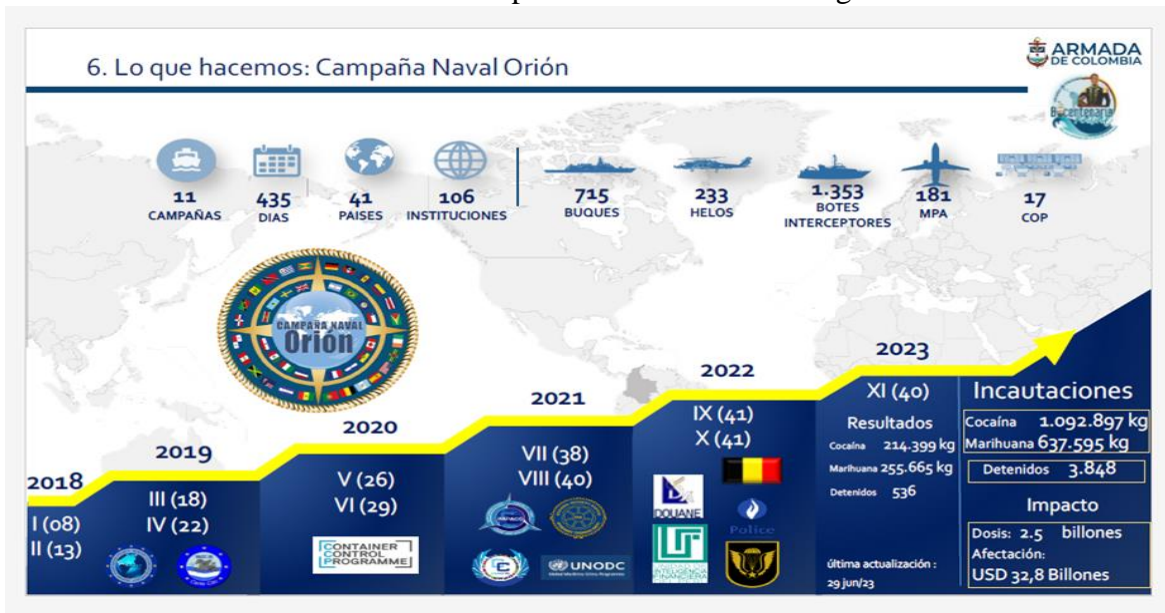 6. Lo que hacemos: Campaña Naval Orión
ARMADA
DE COLOMBIA
Bicentenario
11
CAMPAÑAS
435
DIAS
41
PAISES
106
INSTITUCIONES
715
BUQUES
233
HELOS
1.353
BOTES
INTERCEPTORES
181
MPA
17
COP
CAMPAÑA NAVAL
Orión
2018
I (08)
II (13)
2019
III (18)
IV (22)
2020
V (26)
VI (29)
CONTAINER
CONTROL
PROGRAMME
2021
VII (38)
VIII (40)
UNODC
2022
IX (41)
X (41)
DOUANE
Police
INTELIGENCIA
FINANCIERA
2023
XI (40)
Resultados
Cocaína 214.399 kg
Marihuana 255.665 kg
Detenidos 536
última actualización :
29 jun/23
Incautaciones
Cocaína 1.092.897 kg
Marihuana 637.595 kg
Detenidos 3.848
Impacto
Dosis: 2.5 billones
Afectación:
USD 32,8 Billones